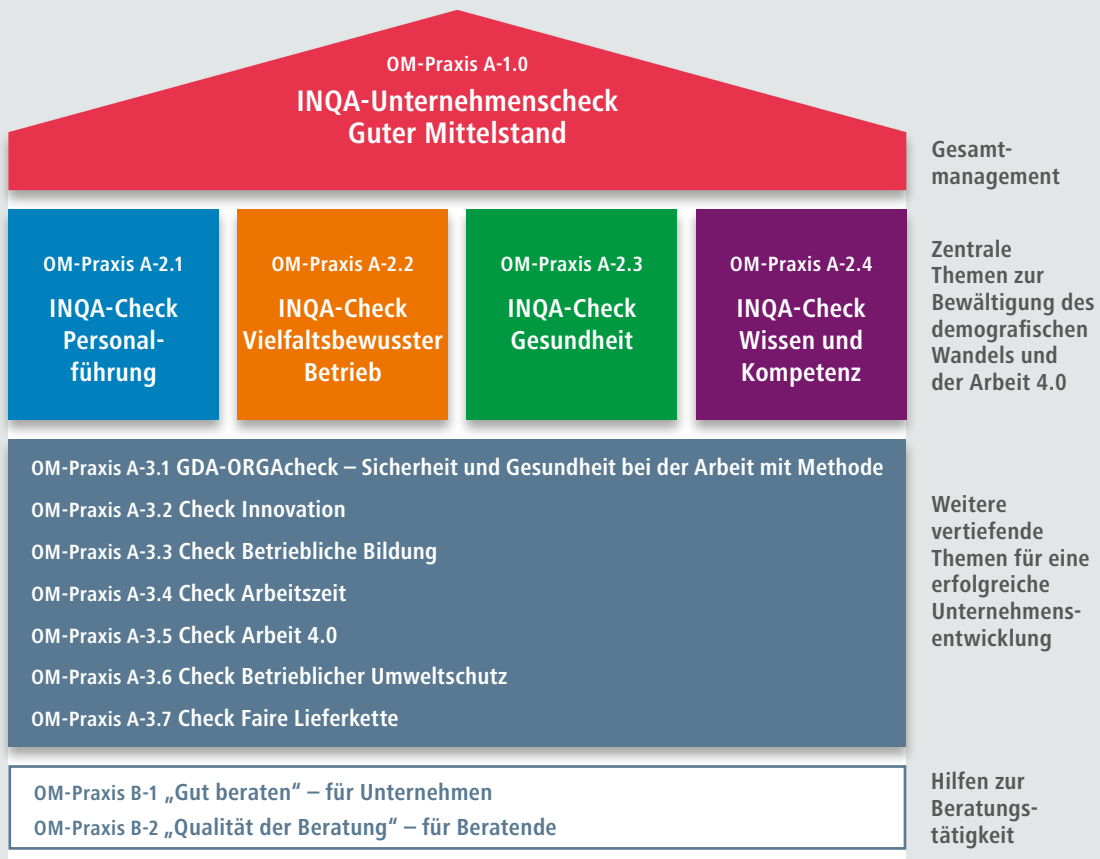 OM-Praxis A-1.0
INQA-Unternehmenscheck
Guter Mittelstand
Gesamt-
management
OM-Praxis A-2.1
INQA-Check
Personal-
führung
OM-Praxis A-2.2
INQA-Check
Vielfaltsbewusster
Betrieb
OM-Praxis A-2.3
INQA-Check
Gesundheit
OM-Praxis A-2.4
INQA-Check
Wissen und
Kompetenz
Zentrale
Themen zur
Bewältigung des
demografischen
Wandels und
der Arbeit 4.0
OM-Praxis A-3.1 GDA-ORGAcheck – Sicherheit und Gesundheit bei der Arbeit mit Methode
OM-Praxis A-3.2 Check Innovation
OM-Praxis A-3.3 Check Betriebliche Bildung
OM-Praxis A-3.4 Check Arbeitszeit
OM-Praxis A-3.5 Check Arbeit 4.0
OM-Praxis A-3.6 Check Betrieblicher Umweltschutz
OM-Praxis A-3.7 Check Faire Lieferkette
Weitere
vertiefende
Themen für eine
erfolgreiche
Unternehmens-
entwicklung
OM-Praxis B-1 „Gut beraten“ – für Unternehmen
OM-Praxis B-2 „Qualität der Beratung“ – für Beratende
Hilfen zur
Beratungs-
tätigkeit